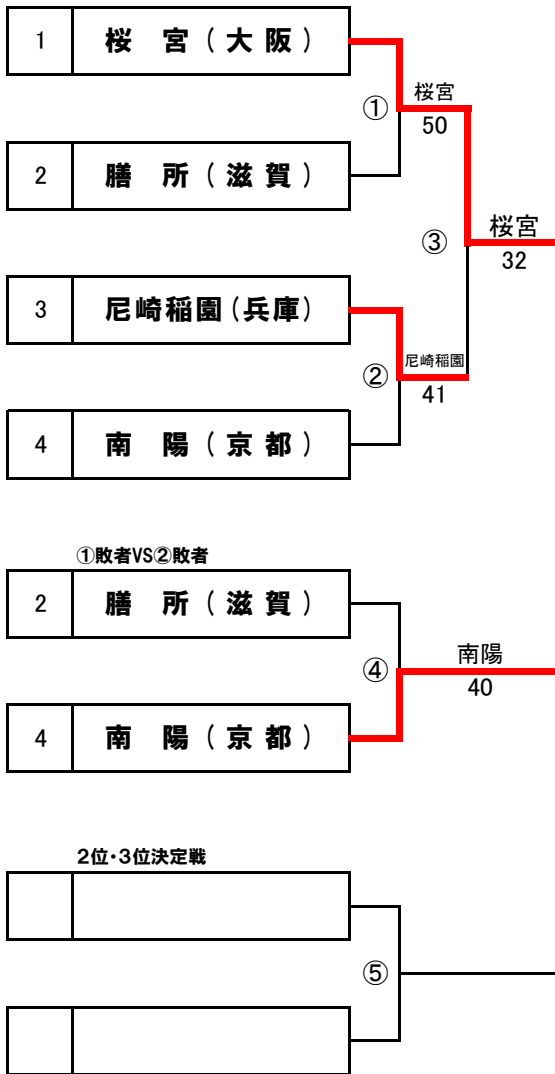 1 桜 宮（大 阪）
① 桜宮
50
2 膳 所（滋 賀）
③ 桜宮
32
3 尼崎稲園（兵庫）
② 尼崎稲園
41
4 南 陽（京 都）
①敗者VS②敗者
2 膳 所（滋 賀）
④ 南陽
40
4 南 陽（京 都）
2位・3位決定戦
⑤